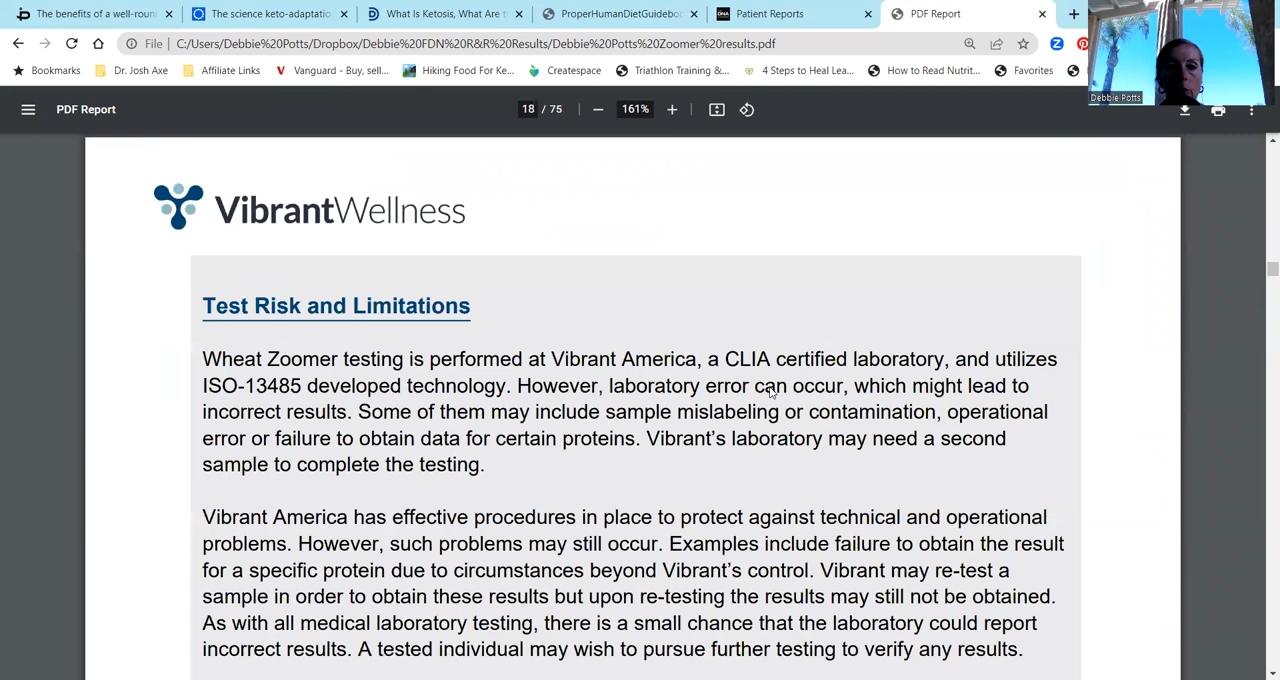 The benefits of a well-roun
The science keto-adaptatio
What Is Ketosis, What Are t
ProperHumanDietGuidebo
Patient Reports
PDF Report
File
C:/Users/Debbie%20Potts/Dropbox/Debbie%20FDN%20R&R%20Results/Debbie%20Potts%20Zoomer%20results.pdf
Bookmarks
Dr. Josh Axe
Affiliate Links
Vanguard - Buy, sell...
Hiking Food For Ke...
Createspace
Triathlon Training &...
4 Steps to Heal Lea...
How to Read Nutrit...
Favorites
Debbie Potts
PDF Report
18 / 75
161%
VibrantWellness
Test Risk and Limitations
Wheat Zoomer testing is performed at Vibrant America, a CLIA certified laboratory, and utilizes
ISO-13485 developed technology. However, laboratory error can occur, which might lead to
incorrect results. Some of them may include sample mislabeling or contamination, operational
error or failure to obtain data for certain proteins. Vibrant’s laboratory may need a second
sample to complete the testing.
Vibrant America has effective procedures in place to protect against technical and operational
problems. However, such problems may still occur. Examples include failure to obtain the result
for a specific protein due to circumstances beyond Vibrant’s control. Vibrant may re-test a
sample in order to obtain these results but upon re-testing the results may still not be obtained.
As with all medical laboratory testing, there is a small chance that the laboratory could report
incorrect results. A tested individual may wish to pursue further testing to verify any results.